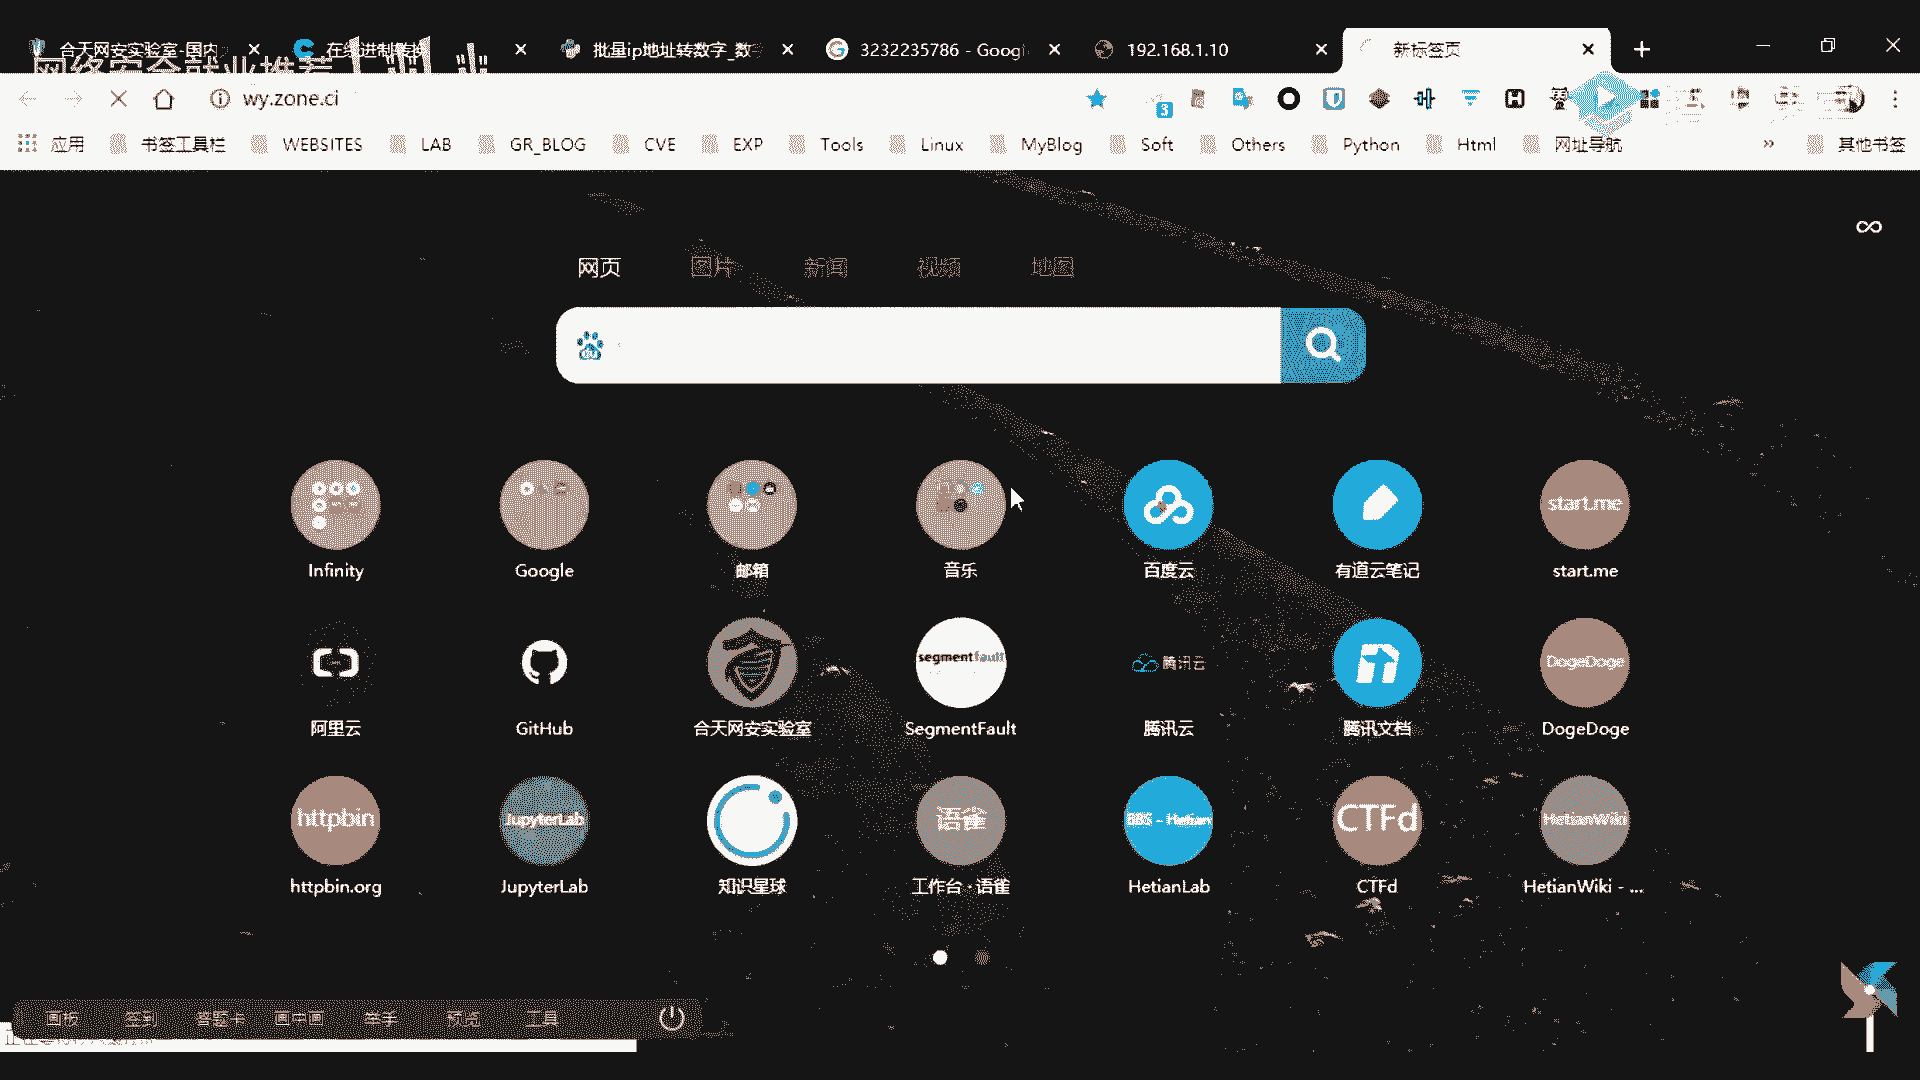 合天网安实验室-国内
在线进制转换
批量ip地址转数字_数
3232235786 - Googl
192.168.1.10
新标签页
网络安全就业推荐
wy.zone.ci
3
应用
书签工具栏
WEBSITES
LAB
GR_BLOG
CVE
EXP
Tools
Linux
MyBlog
Soft
Others
Python
Html
网址导航
»
其他书签
网页
图片
新闻
视频
地图
start.me
Infinity
Google
邮箱
音乐
百度云
有道云笔记
start.me
segmentfault
腾讯云
DogeDoge
阿里云
GitHub
合天网安实验室
SegmentFault
腾讯云
腾讯文档
DogeDoge
httpbin
JupyterLab
语雀
BBS - Hetian
CTFd
HetianWiki
httpbin.org
JupyterLab
知识星球
工作台 · 语雀
HetianLab
CTFd
HetianWiki - ...
画板
签到
答题卡
画中画
举手
预览
工具